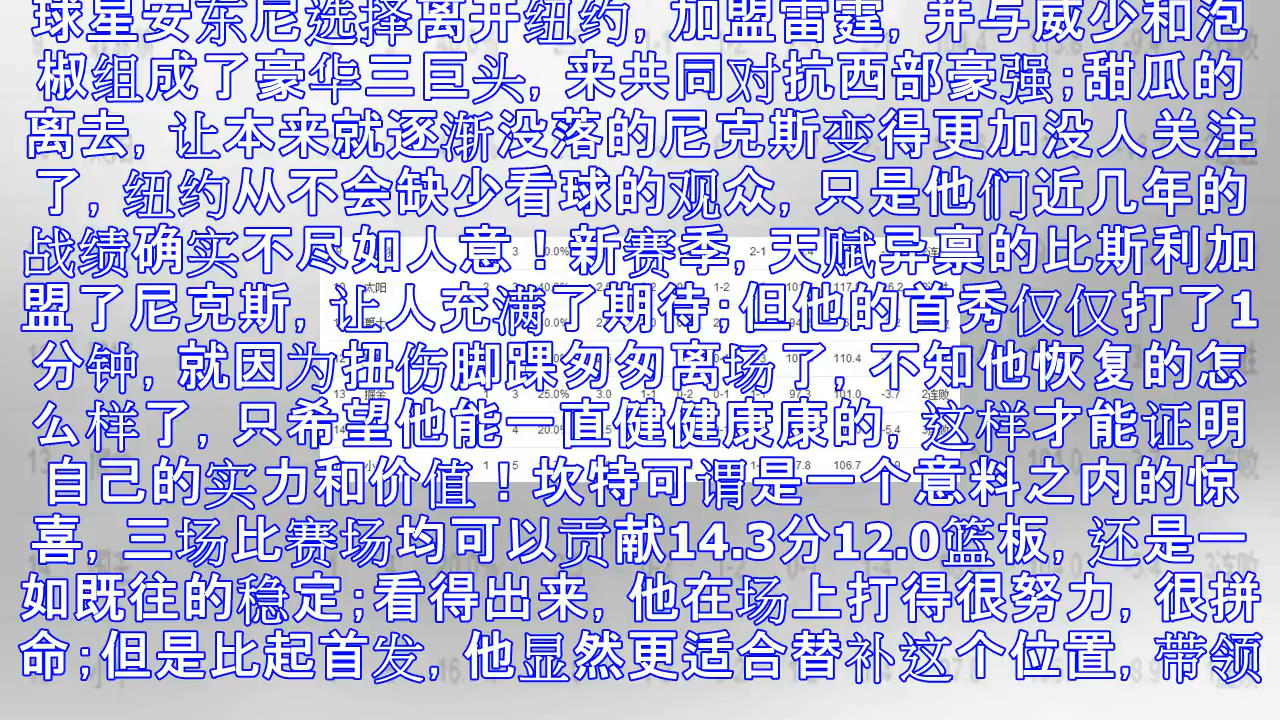 球星安东尼选择离开纽约, 加盟雷霆, 并与威少和泡
椒组成了豪华三巨头, 来共同对抗西部豪强;甜瓜的
离去, 让本来就逐渐没落的尼克斯变得更加没人关注
了, 纽约从不会缺少看球的观众, 只是他们近几年的
战绩确实不尽如人意！新赛季, 天赋异禀的比斯利加
盟了尼克斯, 让人充满了期待;但他的首秀仅仅打了1
分钟, 就因为扭伤脚踝匆匆离场了, 不知他恢复的怎
么样了, 只希望他能一直健健康康的, 这样才能证明
自己的实力和价值！坎特可谓是一个意料之内的惊
喜, 三场比赛场均可以贡献14.3分12.0篮板, 还是一
如既往的稳定;看得出来, 他在场上打得很努力, 很拼
命;但是比起首发, 他显然更适合替补这个位置, 带领